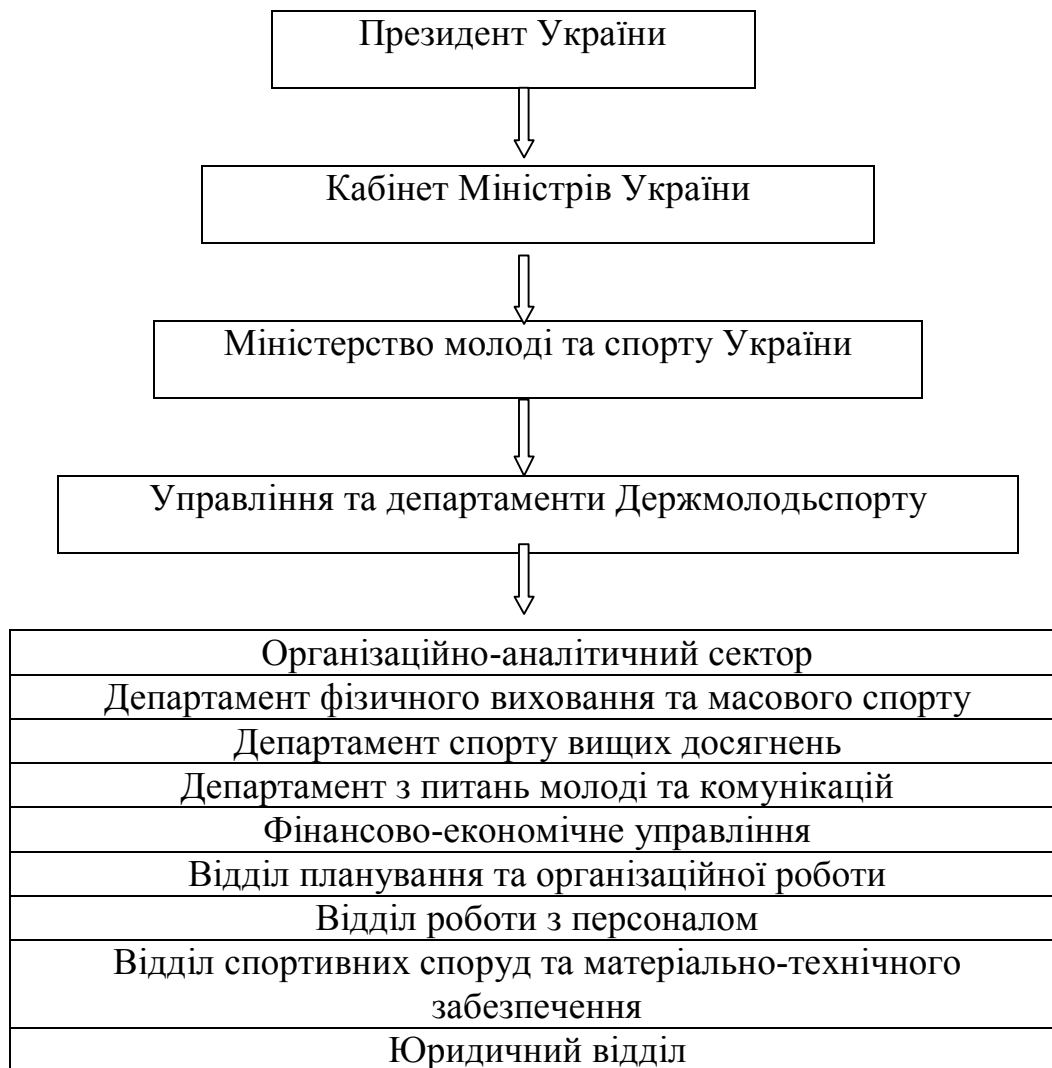 Президент України
Кабінет Міністрів України
Міністерство молоді та спорту України
Управління та департаменти Держмолодьспорту
Організаційно-аналітичний сектор
Департамент фізичного виховання та масового спорту
Департамент спорту вищих досягнень
Департамент з питань молоді та комунікацій
Фінансово-економічне управління
Відділ планування та організаційної роботи
Відділ роботи з персоналом
Відділ спортивних споруд та матеріально-технічного
забезпечення
Юридичний відділ